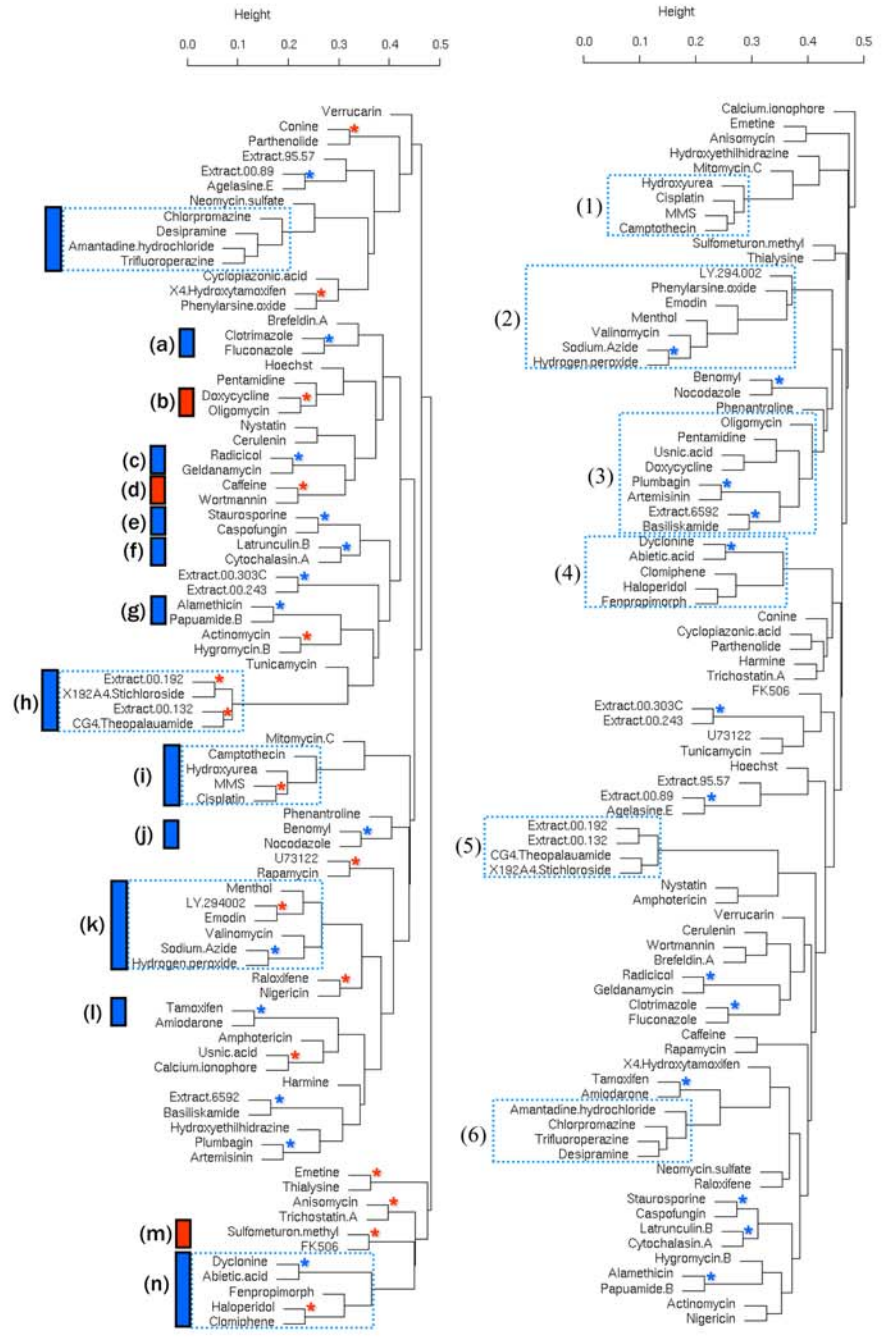 Height
0.0 0.1 0.2 0.3 0.4 0.5
Verrucarin
Conine *
Parthenolide
Extract.95.57
Extract.00.89 *
Agelasine.E
Neomycin.sulfate
Chlorpromazine
Desipramine
Amantadine.hydrochloride
Trifluoroperazine
Cyclopiazonic.acid
X4.Hydroxytamoxifen *
Phenylarsine.oxide
Brefeldin.A
(a)
Clotrimazole *
Fluconazole
Hoechst
Pentamidine
(b)
Doxycycline *
Oligomycin
Nystatin
Cerulenin
(c)
Radicicol *
Geldanamycin
(d)
Caffeine *
Wortmannin
(e)
Staurosporine *
Caspofungin
(f)
Latrunculin.B *
Cytochalasin.A
Extract.00.303C *
Extract.00.243
(g)
Alamethicin *
Papuamide.B
Actinomycin *
Hygromycin.B
Tunicamycin
(h)
Extract.00.192 *
X192A4.Stichloroside
Extract.00.132 *
CG4.Theopalauamide
Mitomycin.C
(i)
Camptothecin
Hydroxyurea
MMS *
Cisplatin
Phenantroline
(j)
Benomyl *
Nocodazole
U73122 *
Rapamycin
(k)
Menthol
LY.294002 *
Emodin
Valinomycin
Sodium.Azide *
Hydrogen.peroxide
Raloxifene *
Nigericin
(l)
Tamoxifen *
Amiodarone
Amphotericin
Usnic.acid *
Calcium.ionophore
Harmine
Extract.6592 *
Basiliskamide
Hydroxyethilhidrazine
Plumbagin *
Artemisinin
Emetine *
Thialysine
Anisomycin *
Trichostatin.A
(m)
Sulfometuron.methyl *
FK506
(n)
Dyclonine *
Abietic.acid
Fenpropimorph
Haloperidol *
Clomiphene
Height
0.0 0.1 0.2 0.3 0.4 0.5
Calcium.ionophore
Emetine
Anisomycin
Hydroxyethilhidrazine
Mitomycin.C
(1)
Hydroxyurea
Cisplatin
MMS
Camptothecin
Sulfometuron.methyl
Thialysine
(2)
LY.294.002
Phenylarsine.oxide
Emodin
Menthol
Valinomycin
Sodium.Azide *
Hydrogen.peroxide
Benomyl *
Nocodazole
Phenantroline
(3)
Oligomycin
Pentamidine
Usnic.acid
Doxycycline
Plumbagin *
Artemisinin
Extract.6592 *
Basiliskamide
(4)
Dyclonine *
Abietic.acid
Clomiphene
Haloperidol
Fenpropimorph
Conine
Cyclopiazonic.acid
Parthenolide
Harmine
Trichostatin.A
FK506
Extract.00.303C *
Extract.00.243
U73122
Tunicamycin
Hoechst
Extract.95.57
Extract.00.89 *
Agelasine.E
(5)
Extract.00.192
Extract.00.132
CG4.Theopalauamide
X192A4.Stichloroside
Nystatin
Amphotericin
Verrucarin
Cerulenin
Wortmannin
Brefeldin.A
Radicicol *
Geldanamycin
Clotrimazole *
Fluconazole
Caffeine
Rapamycin
X4.Hydroxytamoxifen
Tamoxifen *
Amiodarone
(6)
Amantadine.hydrochloride
Chlorpromazine
Trifluoroperazine
Desipramine
Neomycin.sulfate
Raloxifene
Staurosporine *
Caspofungin
Latrunculin.B *
Cytochalasin.A
Hygromycin.B
Alamethicin *
Papuamide.B
Actinomycin
Nigericin